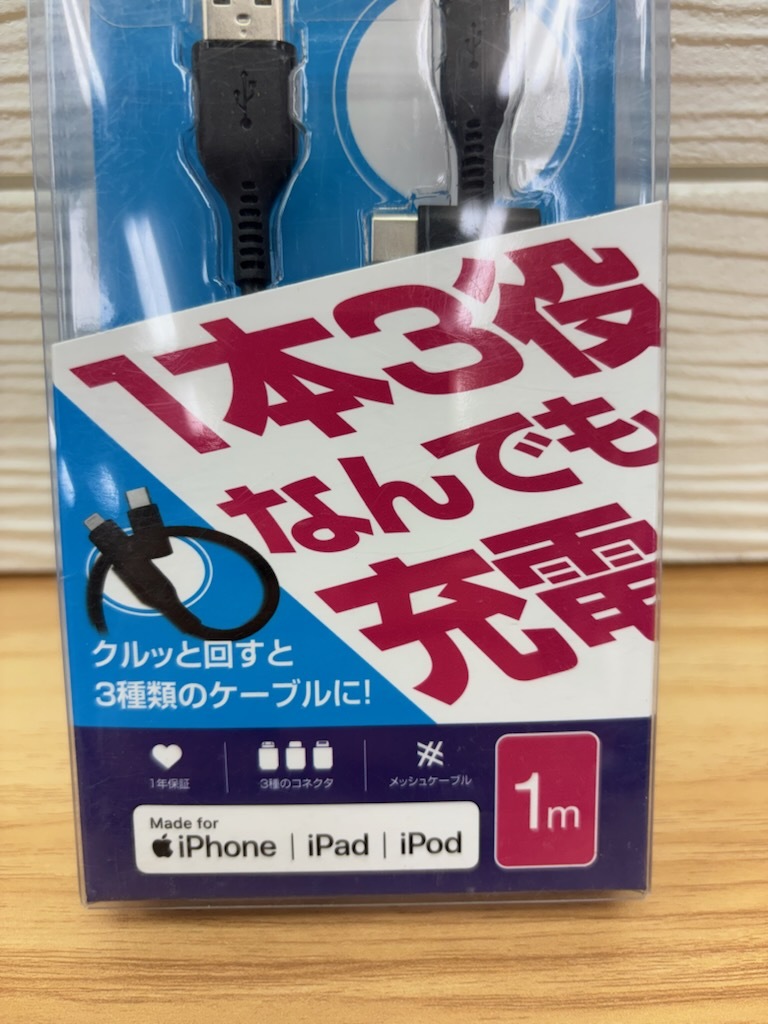 1本3役
なんでも
充電
クルッと回すと
3種類のケーブルに!
1年保証
3種のコネクタ
メッシュケーブル
1m
Made for
iPhone | iPad | iPod